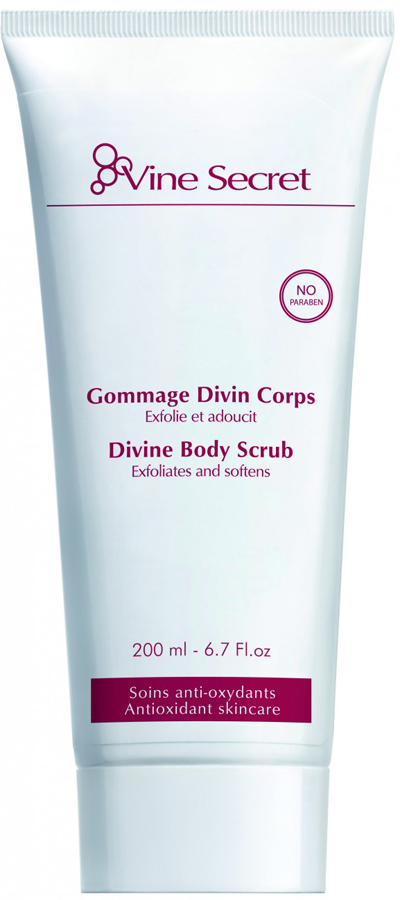 Vine Secret
NO
PARABEN
Gommage Divin Corps
Exfolie et adoucit
Divine Body Scrub
Exfoliates and softens
200 ml - 6.7 Fl.oz
Soins anti-oxydants
Antioxidant skincare